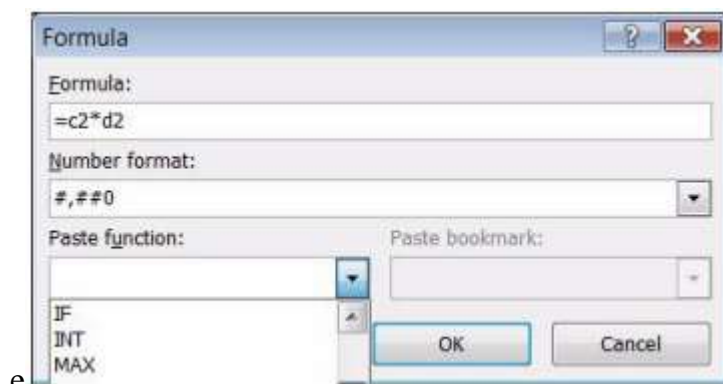 Formula
Formula:
=c2*d2
Number format:
#,##0
Paste function: Paste bookmark:
IF
INT
MAX
OK Cancel
e